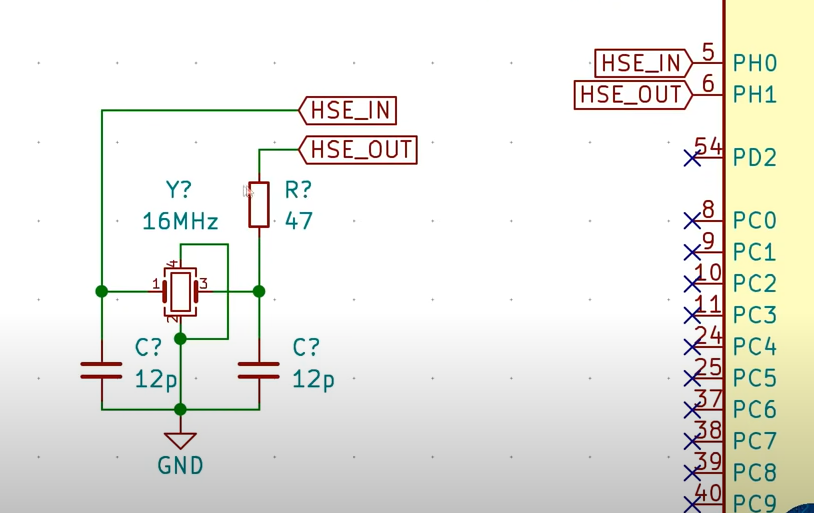 HSE_IN
HSE_OUT
Y?
16MHz
R?
47
4
1
3
2
C?
12p
C?
12p
GND
HSE_IN 5 PH0
HSE_OUT 6 PH1
54 PD2
8 PC0
9 PC1
10 PC2
11 PC3
24 PC4
25 PC5
37 PC6
38 PC7
39 PC8
40 PC9